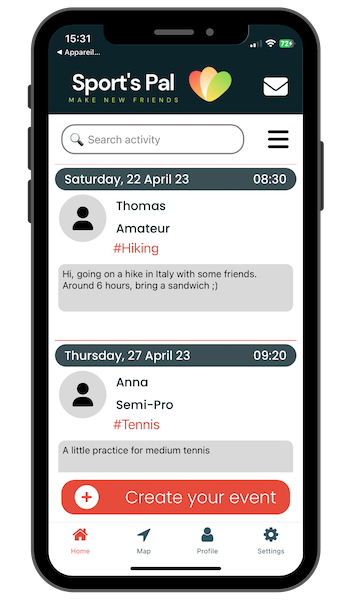 15:31
72
◂ Appareil...
Sport's Pal
MAKE NEW FRIENDS
Search activity
Saturday, 22 April 23 08:30
Thomas
Amateur
#Hiking
Hi, going on a hike in Italy with some friends.
Around 6 hours, bring a sandwich ;)
Thursday, 27 April 23 09:20
Anna
Semi-Pro
#Tennis
A little practice for medium tennis
Create your event
Home Map Profile Settings